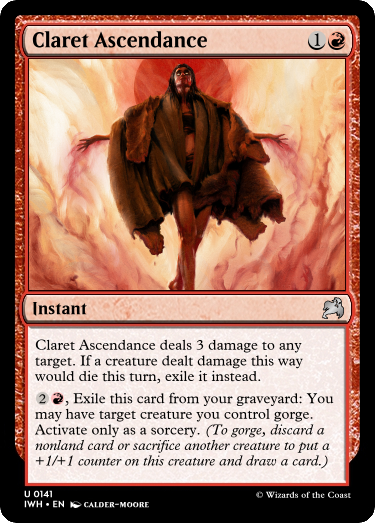 Claret Ascendance
1
Instant
Claret Ascendance deals 3 damage to any
target. If a creature dealt damage this way
would die this turn, exile it instead.
2 , Exile this card from your graveyard: You
may have target creature you control gorge.
Activate only as a sorcery. (To gorge, discard a
nonland card or sacrifice another creature to put a
+1/+1 counter on this creature and draw a card.)
U 0141
IWH • EN CALDER-MOORE
© Wizards of the Coast